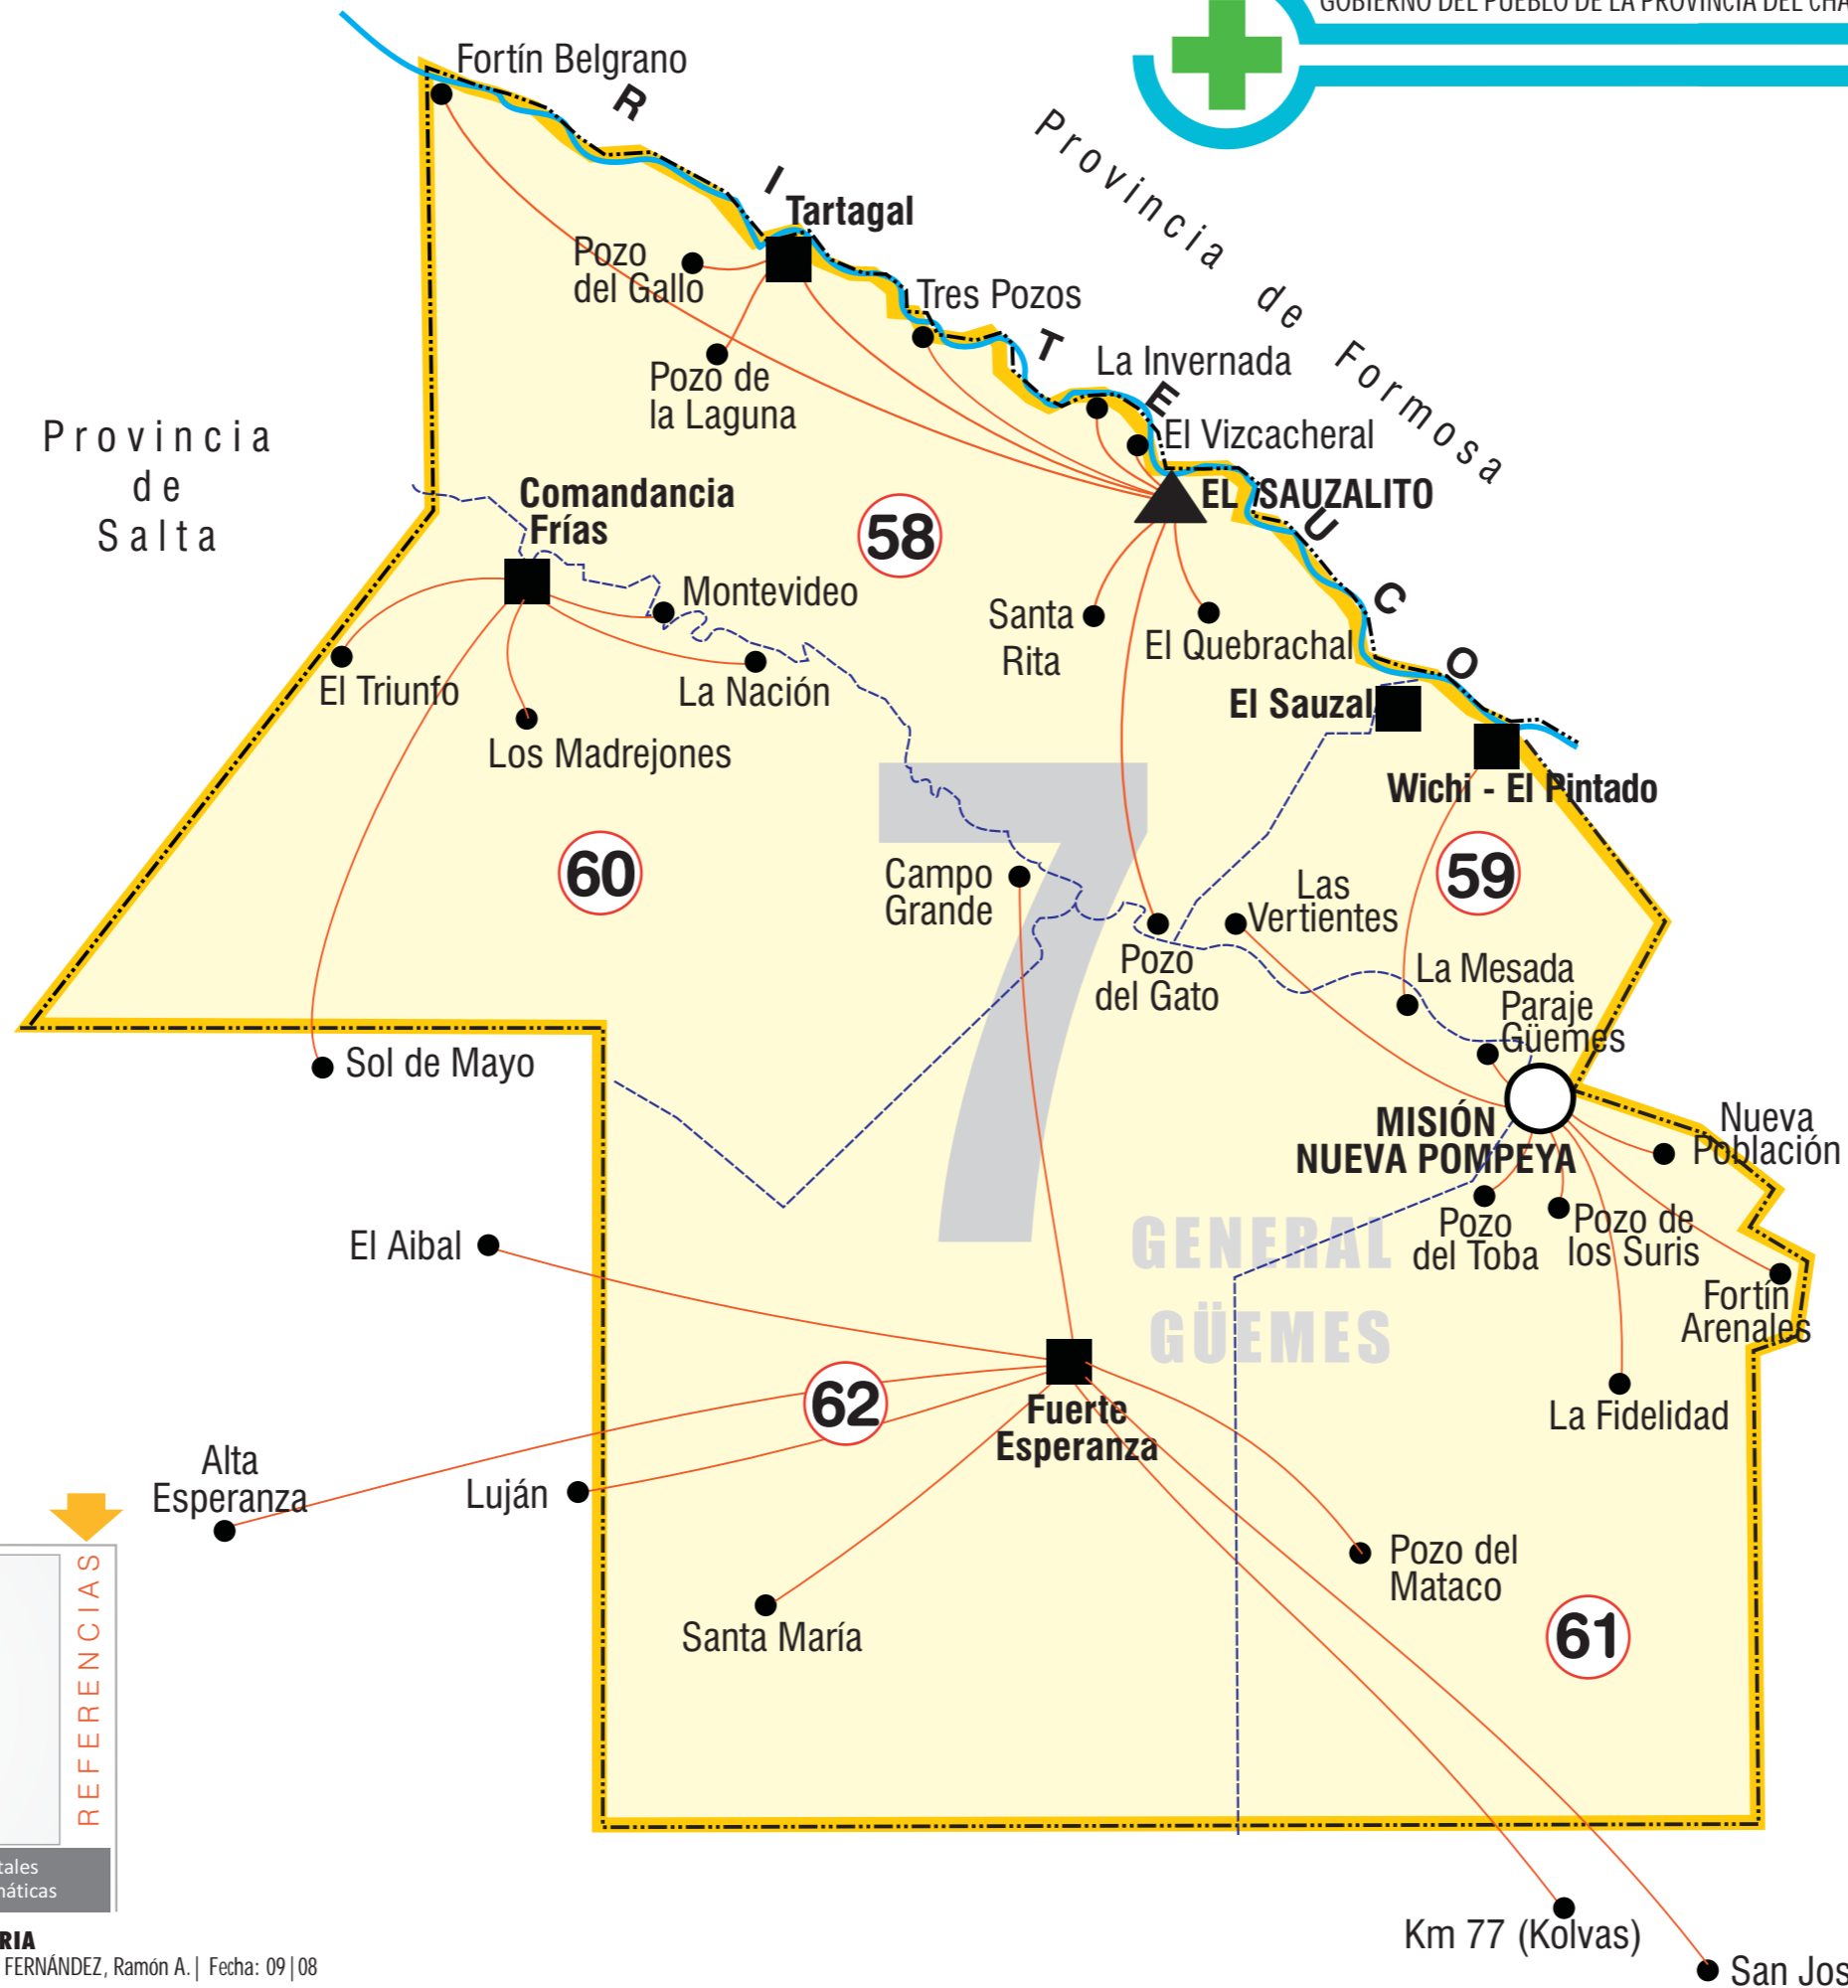 GOBIERNO DEL PUEBLO DE LA PROVINCIA DEL
Fortín Belgrano
RÍO TEUCO
Provincia de Formosa
Tartagal
Pozo
del Gallo
Tres Pozos
Pozo de
la Laguna
La Invernada
El Vizcacheral
Provincia
de
Salta
Comandancia
Frías
EL SAUZALITO
58
Montevideo
Santa
Rita
El Quebrachal
El Triunfo
La Nación
El Sauzal
Los Madrejones
Wichi - El Pintado
7
60
Campo
Grande
59
Las
Vertientes
Pozo
del Gato
La Mesada
Paraje
Güemes
Sol de Mayo
MISIÓN
NUEVA POMPEYA
Nueva
Población
El Aibal
GENERAL
GÜEMES
Pozo
del Toba
Pozo de
los Suris
Fortín
Arenales
62
Fuerte
Esperanza
La Fidelidad
Alta
Esperanza
Luján
REFERENCIAS
Pozo del
Mataco
Santa María
61
Km 77 (Kolvas)
FERNÁNDEZ, Ramón A. | Fecha: 09|08
San